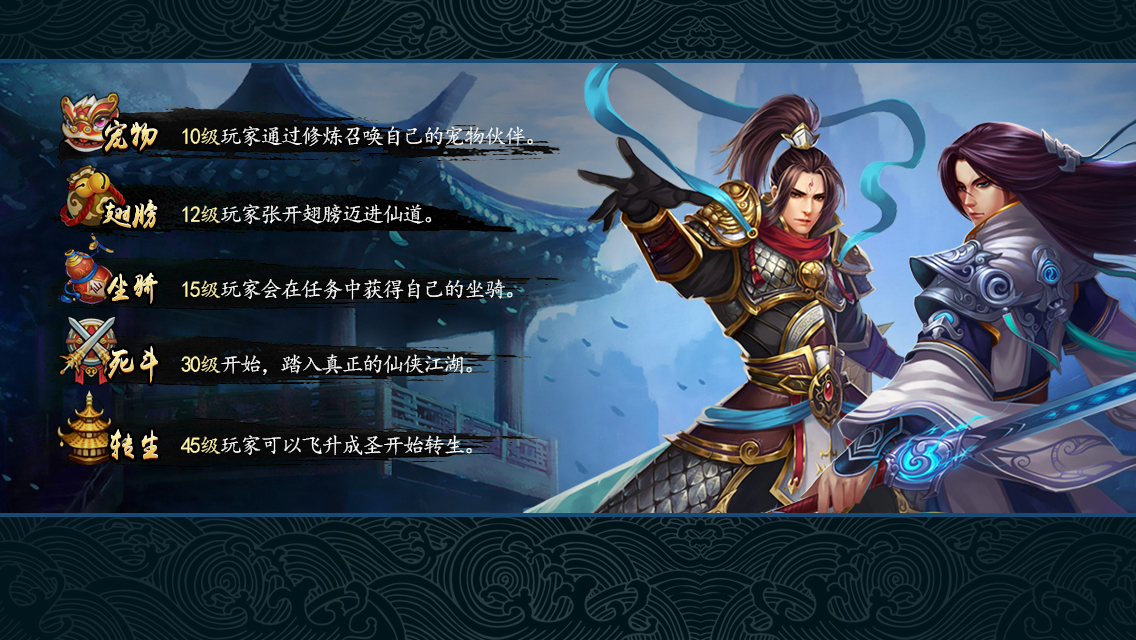 宠物 10级玩家通过修炼召唤自己的宠物伙伴。
翅膀 12级玩家张开翅膀迈进仙道。
坐骑 15级玩家会在任务中获得自己的坐骑。
死斗 30级开始，踏入真正的仙侠江湖。
转生 45级玩家可以飞升成圣开始转生。